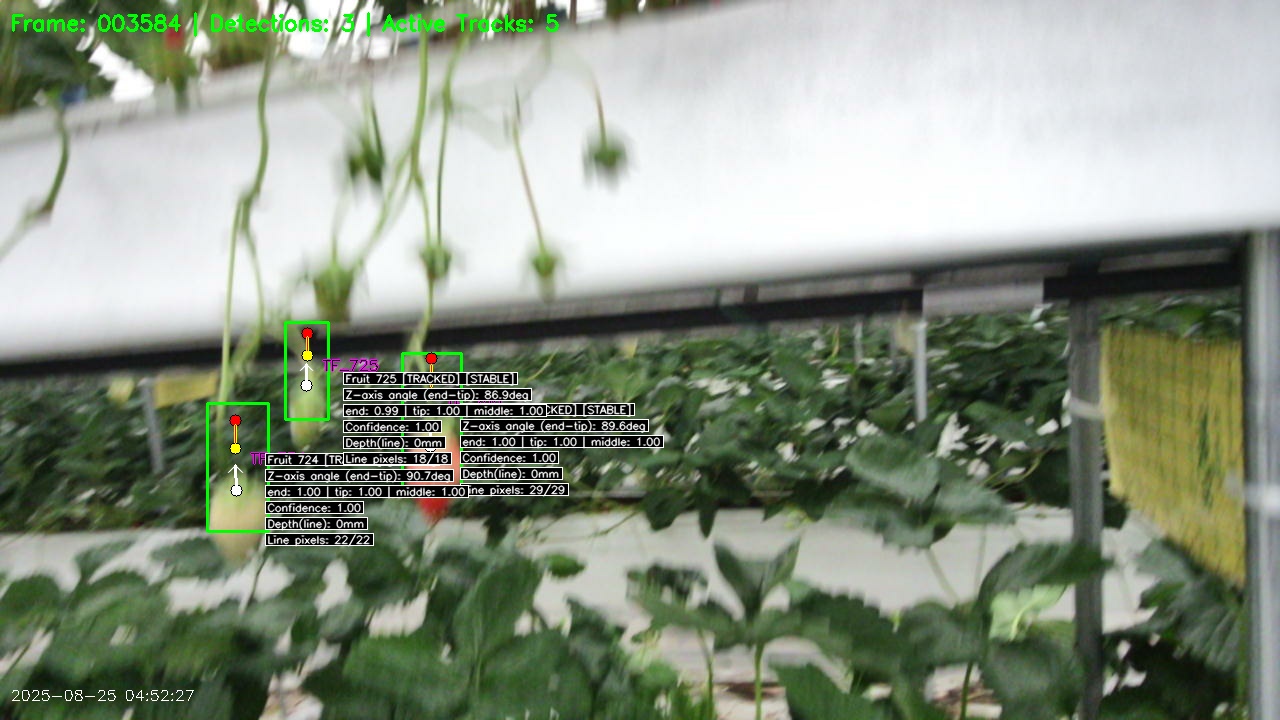 Frame: 003584 | Detections: 3 | Active Tracks: 5
TF_725
Fruit 725 [TRACKED] [STABLE]
Z-axis angle (end-tip): 86.9deg
end: 0.99 | tip: 1.00 | middle: 1.00
Confidence: 1.00
Depth(line): 0mm
Line pixels: 18/18
KED] [STABLE]
Z-axis angle (end-tip): 89.6deg
end: 1.00 | tip: 1.00 | middle: 1.00
Confidence: 1.00
Depth(line): 0mm
ine pixels: 29/29
Fruit 724 [TR
Z-axis angle (end-tip): 90.7deg
end: 1.00 | tip: 1.00 | middle: 1.00
Confidence: 1.00
Depth(line): 0mm
Line pixels: 22/22
2025-08-25 04:52:27